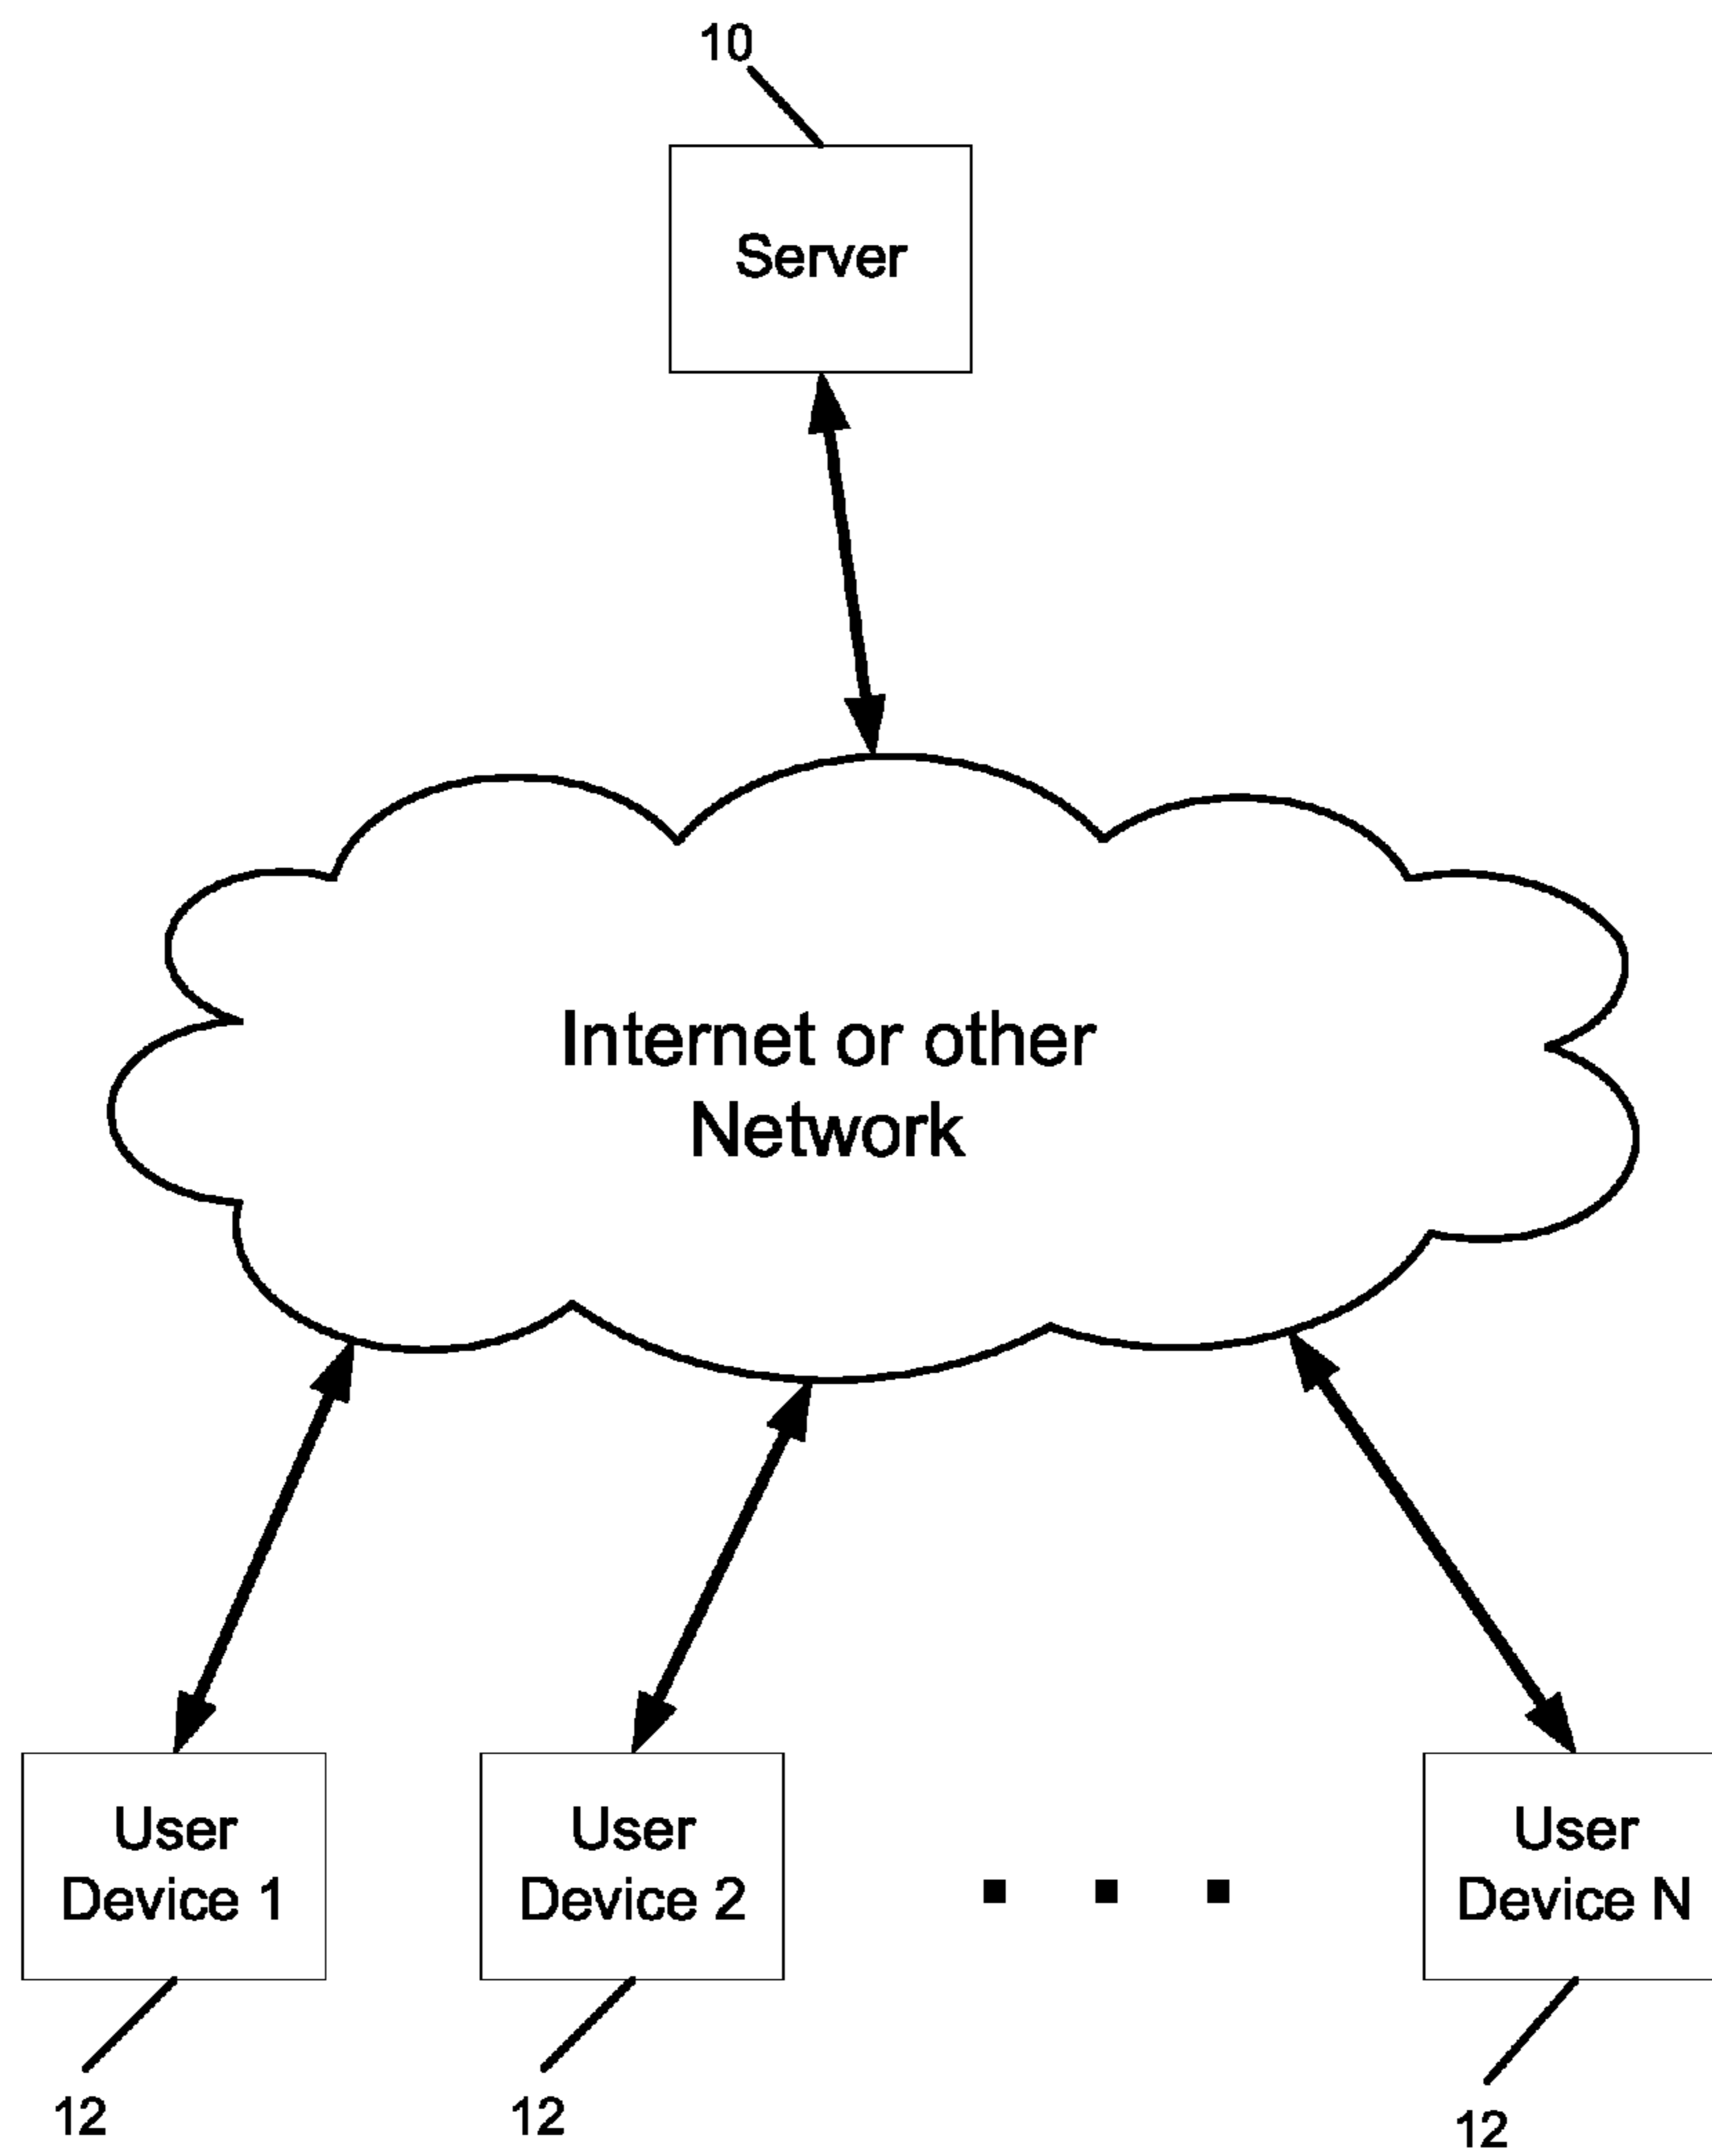 10
Server
Internet or other
Network
User
Device 1
User
Device 2
User
Device N
12
12
12